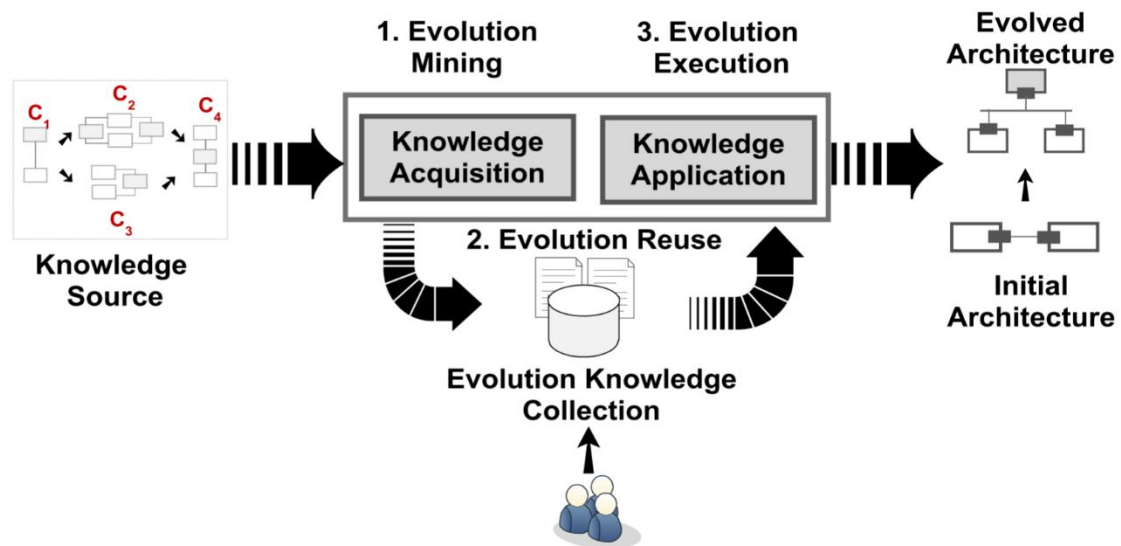 1. Evolution
Mining
3. Evolution
Execution
Evolved
Architecture
C₁
C₂
C₄
C₃
Knowledge
Source
Knowledge
Acquisition
Knowledge
Application
2. Evolution Reuse
Evolution Knowledge
Collection
Initial
Architecture